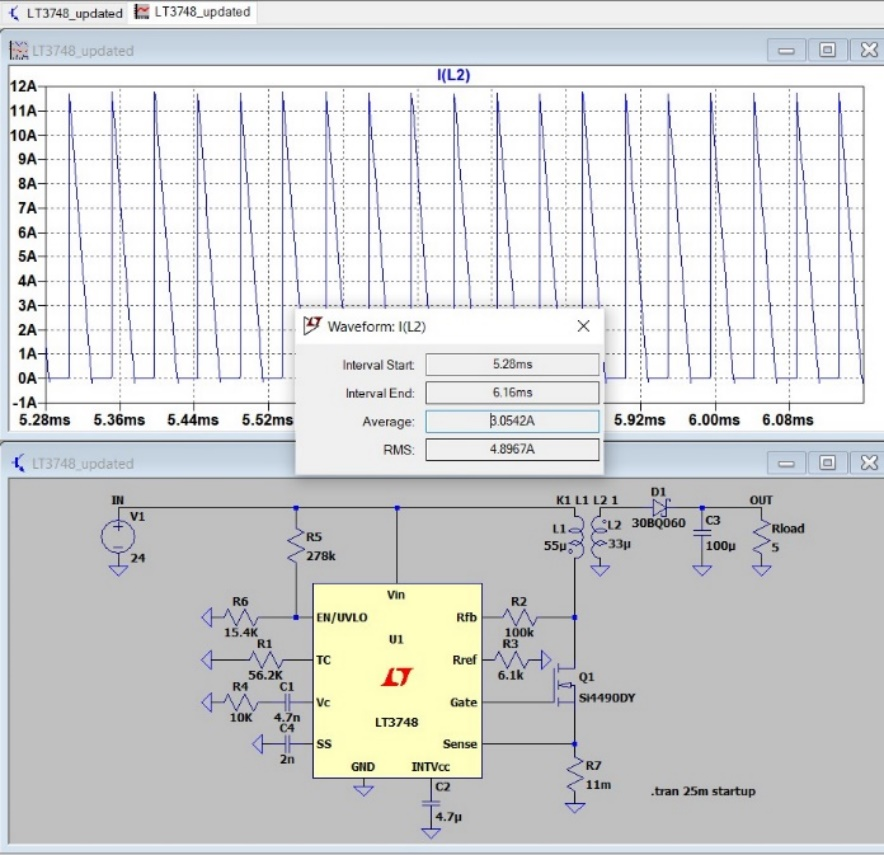 LT3748_updated LT3748_updated
LT3748_updated
I(L2)
12A
11A
10A
9A
8A
7A
6A
5A
4A
3A
2A
1A
0A
-1A
5.28ms 5.36ms 5.44ms 5.52ms 5.92ms 6.00ms 6.08ms
Waveform: I(L2)
Interval Start: 5.28ms
Interval End: 6.16ms
Average: 3.0542A
RMS: 4.8967A
LT3748_updated
IN
V1
24
R5
278k
K1 L1 L2 1
L1
55µ
L2
33µ
D1
30BQ060
C3
100µ
OUT
Rload
5
R6
15.4K
R1
56.2K
R4
10K
C1
4.7n
C4
2n
Vin
EN/UVLO
Rfb
U1
TC
Rref
Vc
Gate
LT3748
SS
Sense
GND
INTVcc
R2
100k
R3
6.1k
Q1
Si4490DY
R7
11m
C2
4.7µ
.tran 25m startup